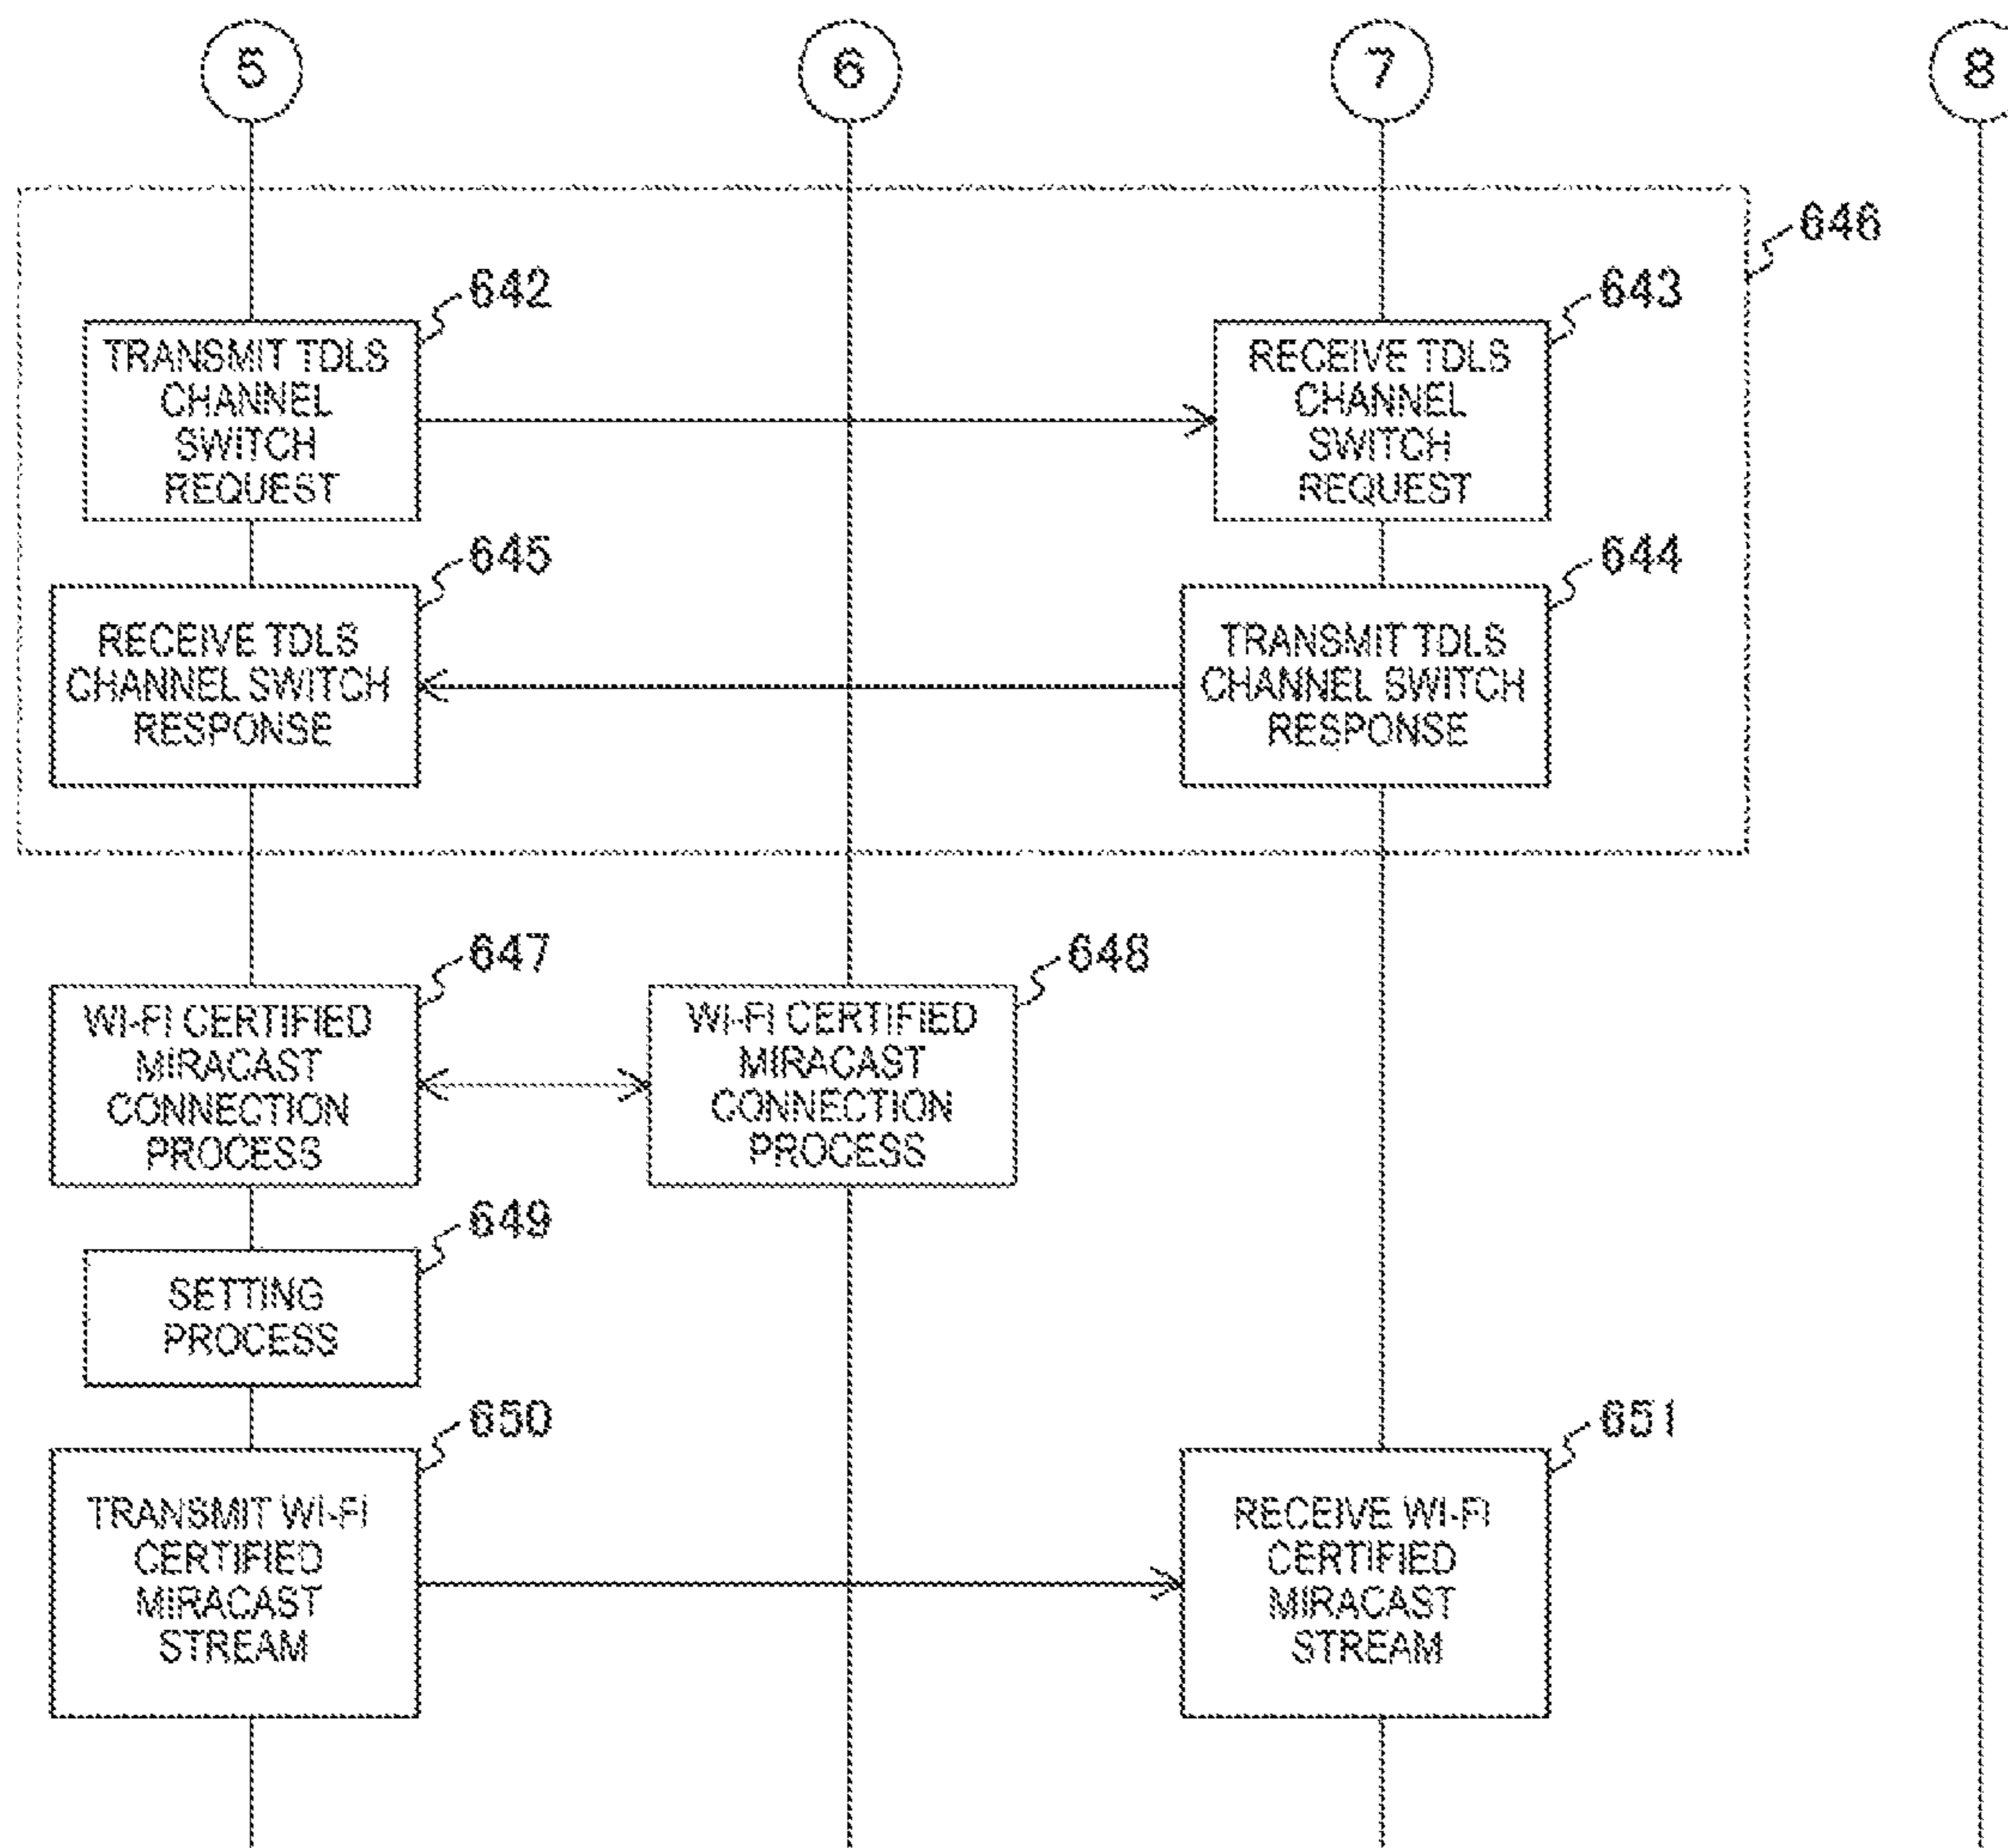 5
6
7
8
646
642
643
TRANSMIT TDLS
CHANNEL
SWITCH
REQUEST
RECEIVE TDLS
CHANNEL
SWITCH
REQUEST
645
644
RECEIVE TDLS
CHANNEL SWITCH
RESPONSE
TRANSMIT TDLS
CHANNEL SWITCH
RESPONSE
647
648
WI-FI CERTIFIED
MIRACAST
CONNECTION
PROCESS
WI-FI CERTIFIED
MIRACAST
CONNECTION
PROCESS
649
SETTING
PROCESS
650
651
TRANSMIT WI-FI
CERTIFIED
MIRACAST
STREAM
RECEIVE WI-FI
CERTIFIED
MIRACAST
STREAM